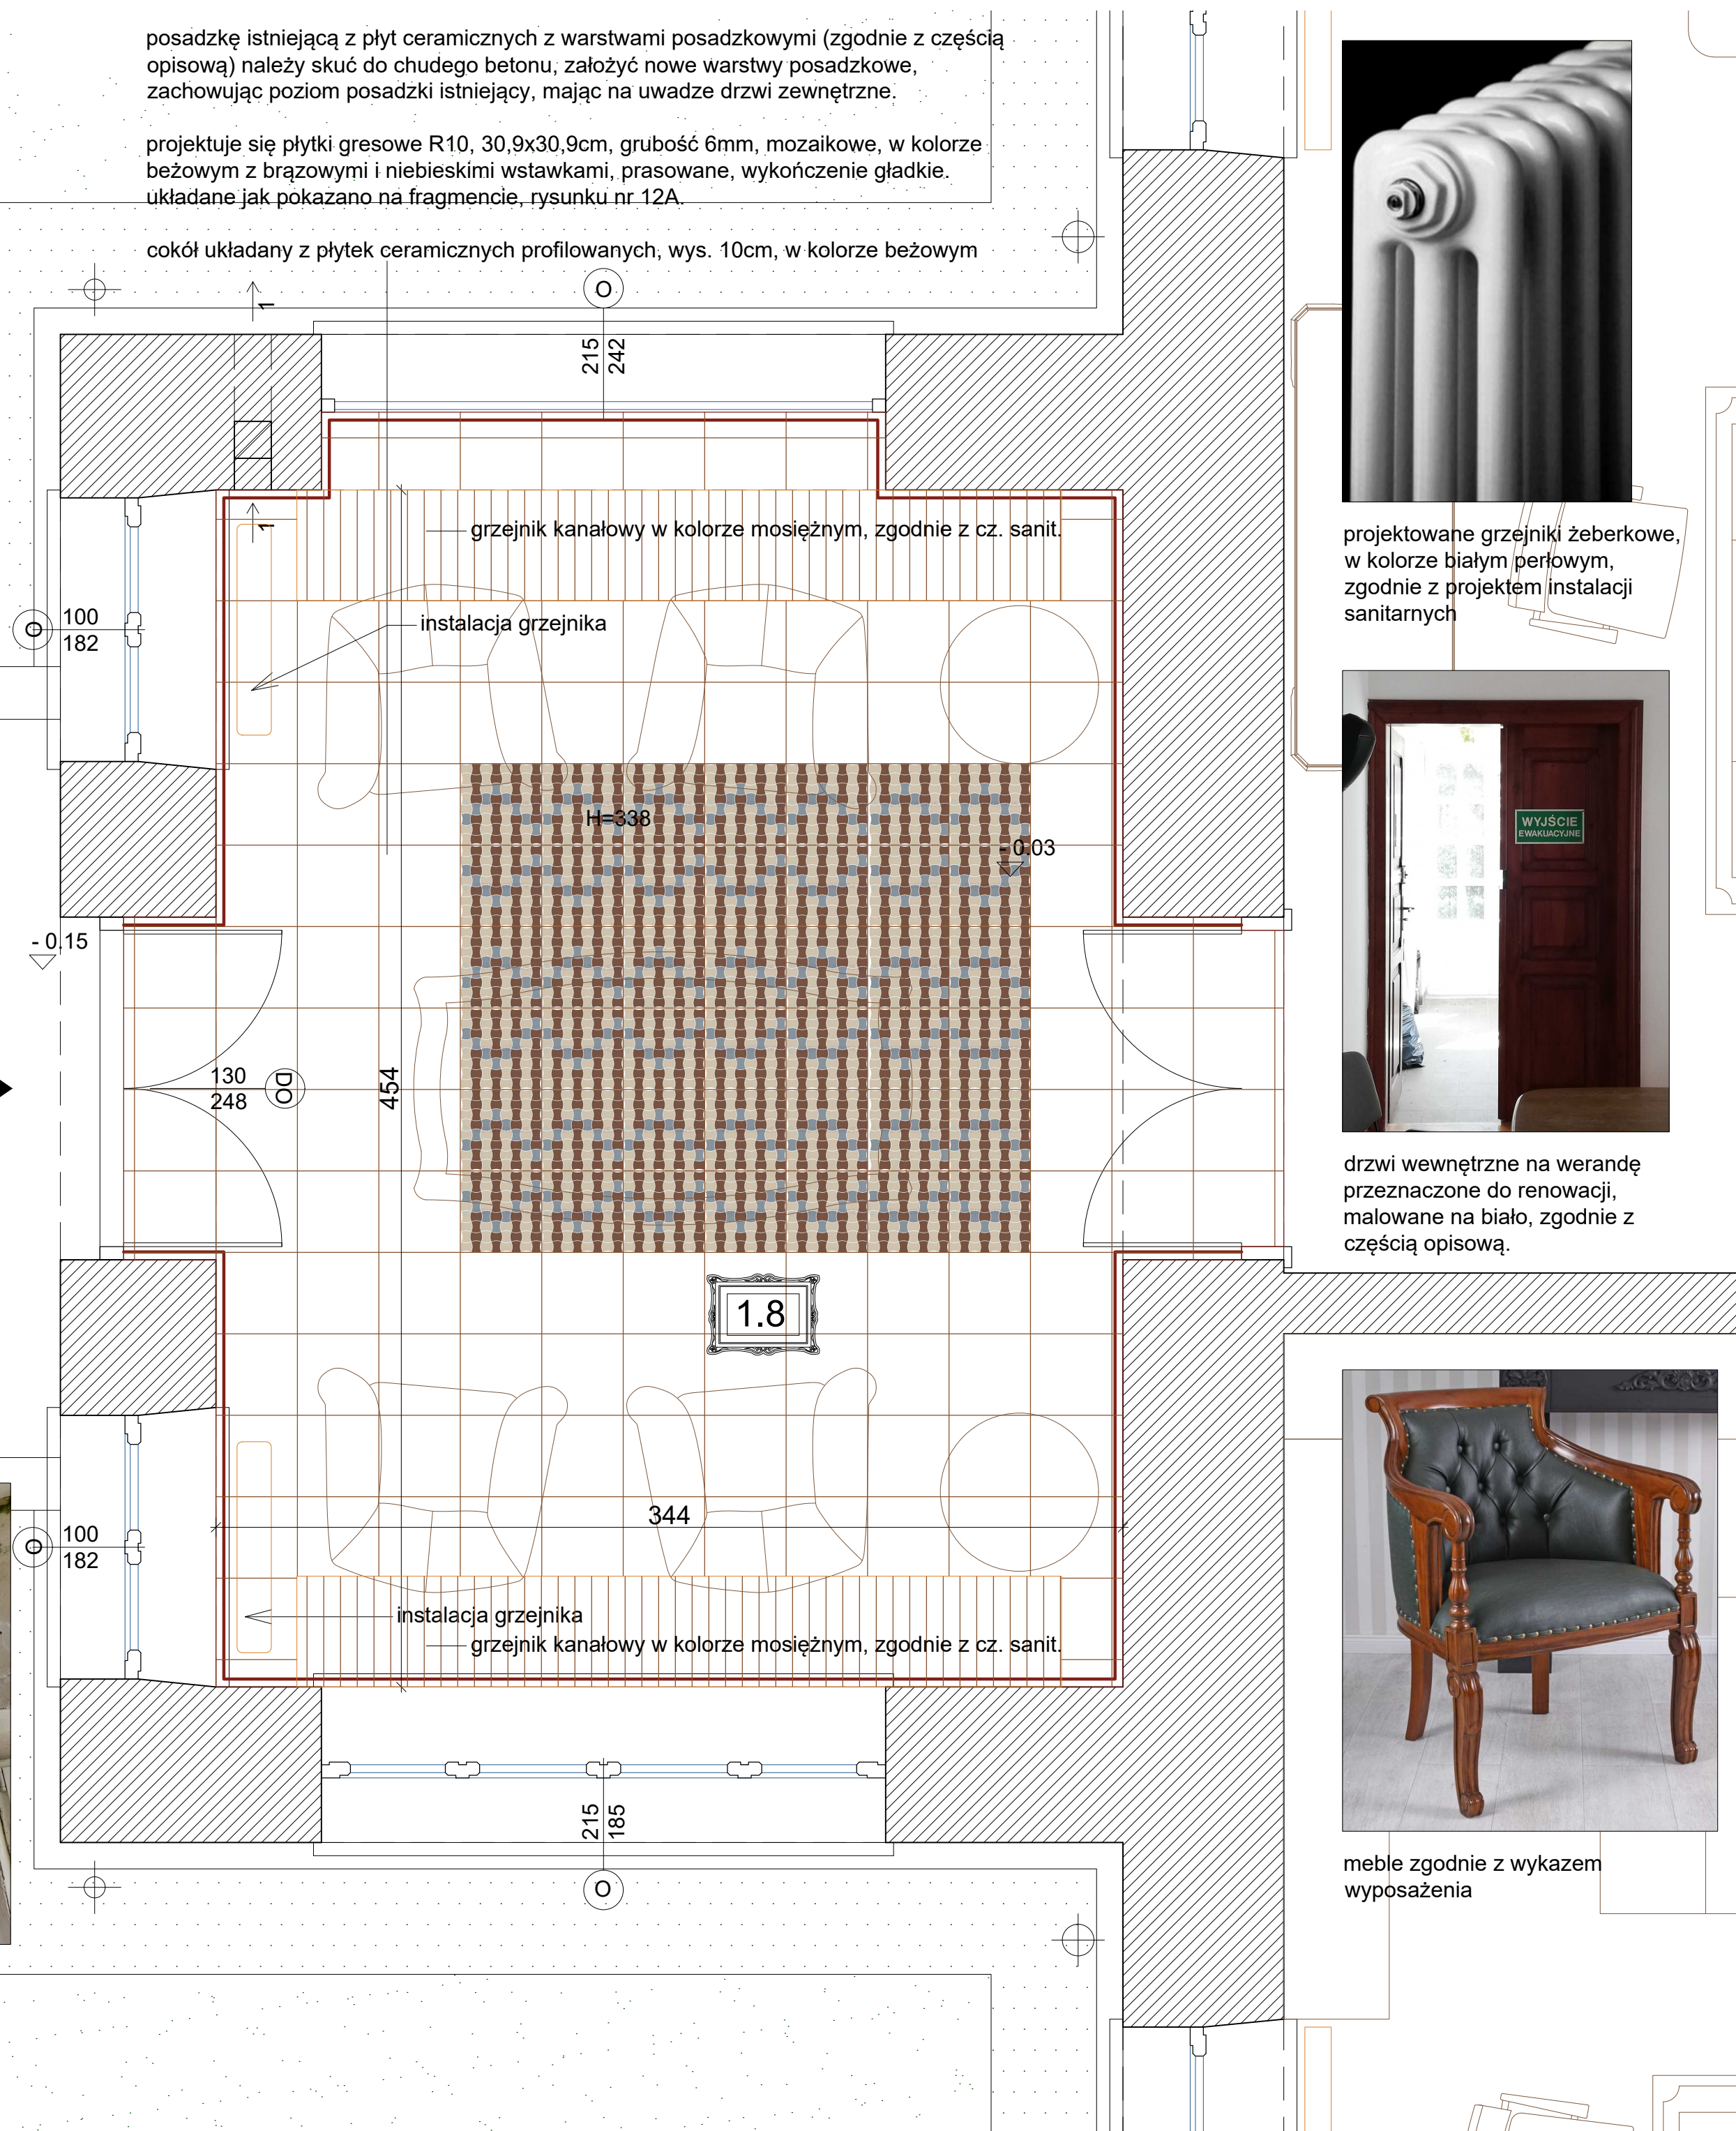 posadzkę istniejącą z płyt ceramicznych z warstwami posadzkowymi (zgodnie z częścią
opisową) należy skuć do chudego betonu, założyć nowe warstwy posadzkowe,
zachowując poziom posadzki istniejący, mając na uwadze drzwi zewnętrzne.
projektuje się płytki gresowe R10, 30,9x30,9cm, grubość 6mm, mozaikowe, w kolorze
beżowym z brązowymi i niebieskimi wstawkami, prasowane, wykończenie gładkie.
układane jak pokazano na fragmencie, rysunku nr 12A.
cokół układany z płytek ceramicznych profilowanych, wys. 10cm, w kolorze beżowym
1
O
215
242
1
grzejnik kanałowy w kolorze mosiężnym, zgodnie z cz. sanit.
instalacja grzejnika
O
100
182
H=338
- 0.03
- 0.15
130
248
DO
454
1.8
344
O
100
182
instalacja grzejnika
grzejnik kanałowy w kolorze mosiężnym, zgodnie z cz. sanit.
215
185
O
projektowane grzejniki żeberkowe,
w kolorze białym perłowym,
zgodnie z projektem instalacji
sanitarnych
WYJŚCIE
EWAKUACYJNE
drzwi wewnętrzne na werandę
przeznaczone do renowacji,
malowane na biało, zgodnie z
częścią opisową.
meble zgodnie z wykazem
wyposażenia